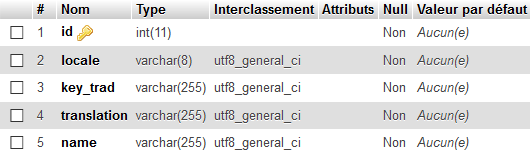 # Nom Type Interclassement Attributs Null Valeur par défaut
1 id int(11) Non Aucun(e)
2 locale varchar(8) utf8_general_ci Non Aucun(e)
3 key_trad varchar(255) utf8_general_ci Non Aucun(e)
4 translation varchar(255) utf8_general_ci Non Aucun(e)
5 name varchar(255) utf8_general_ci Non Aucun(e)